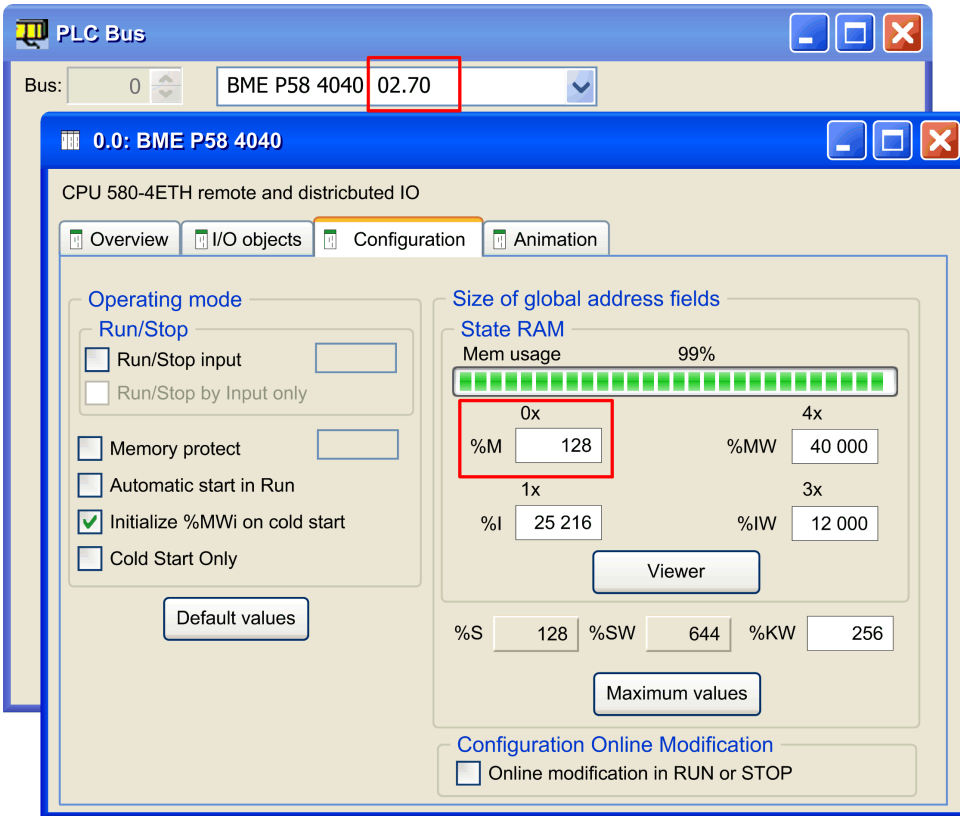 PLC Bus
Bus: 0 BME P58 4040 02.70
0.0: BME P58 4040
CPU 580-4ETH remote and districbuted IO
Overview I/O objects Configuration Animation
Operating mode
Run/Stop
Run/Stop input
Run/Stop by Input only
Memory protect
Automatic start in Run
Initialize %MWi on cold start
Cold Start Only
Default values
Size of global address fields
State RAM
Mem usage 99%
0x 4x
%M 128 %MW 40 000
1x 3x
%I 25 216 %IW 12 000
Viewer
%S 128 %SW 644 %KW 256
Maximum values
Configuration Online Modification
Online modification in RUN or STOP